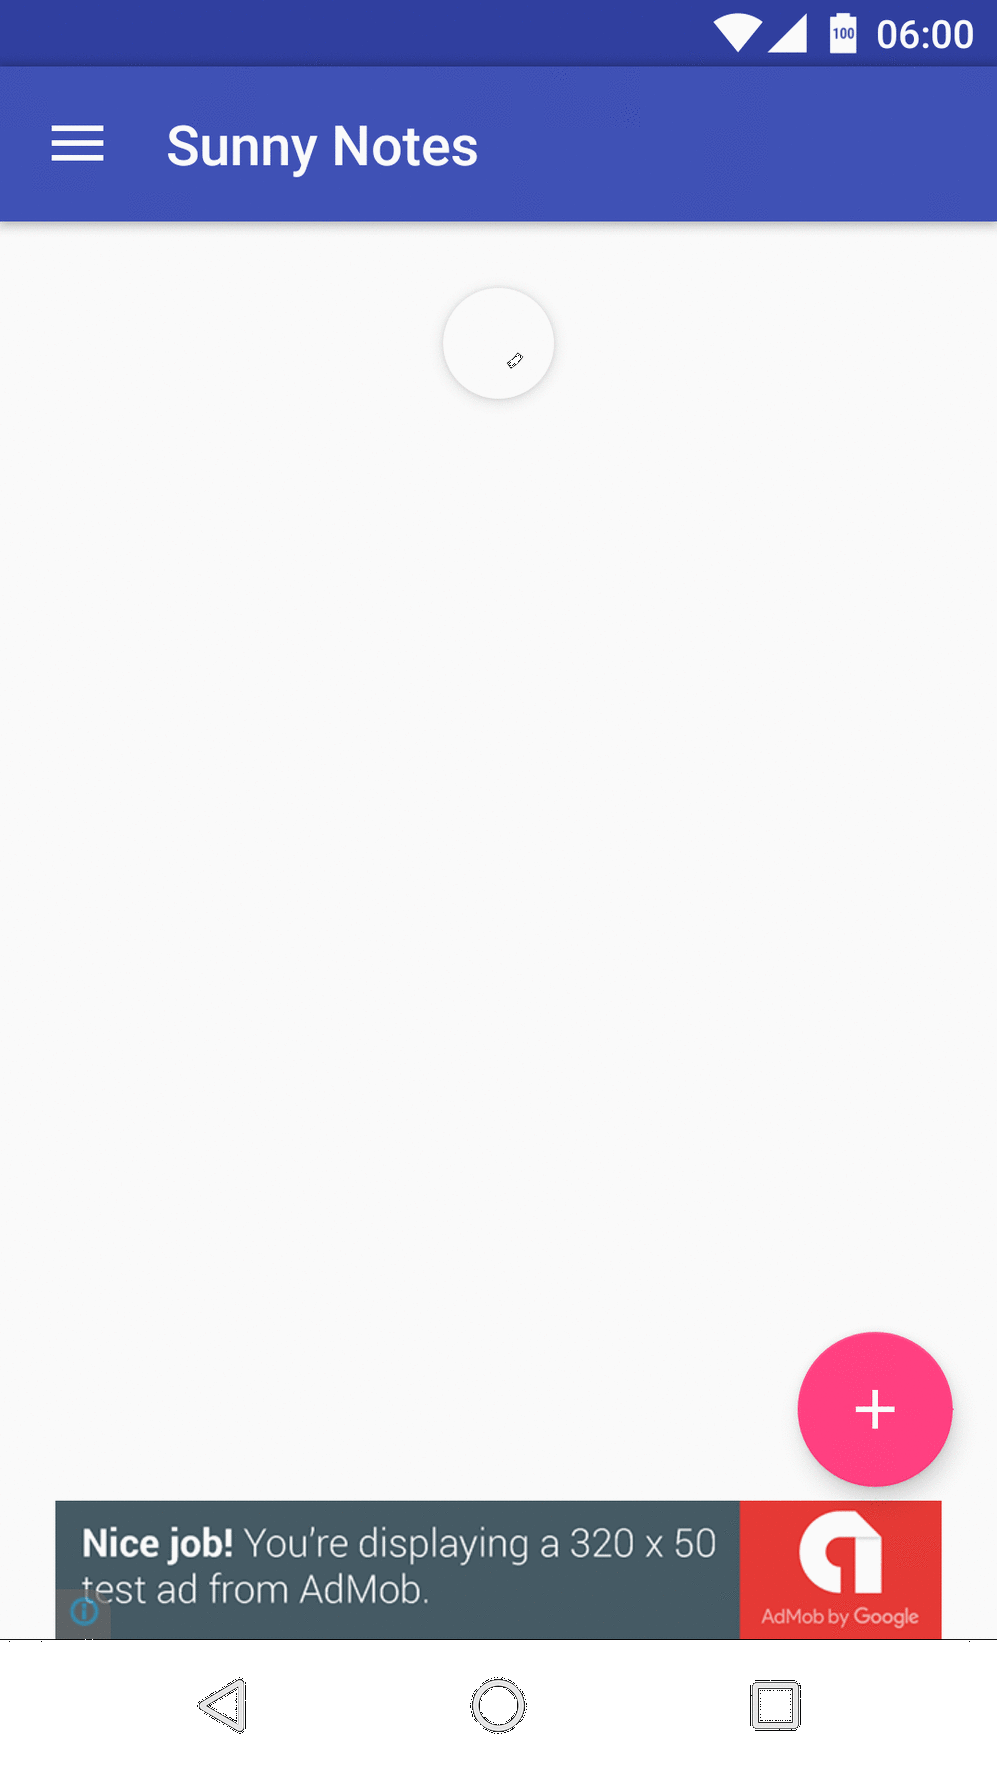 100 06:00
Sunny Notes
Nice job! You're displaying a 320 x 50
test ad from AdMob.
AdMob by Google